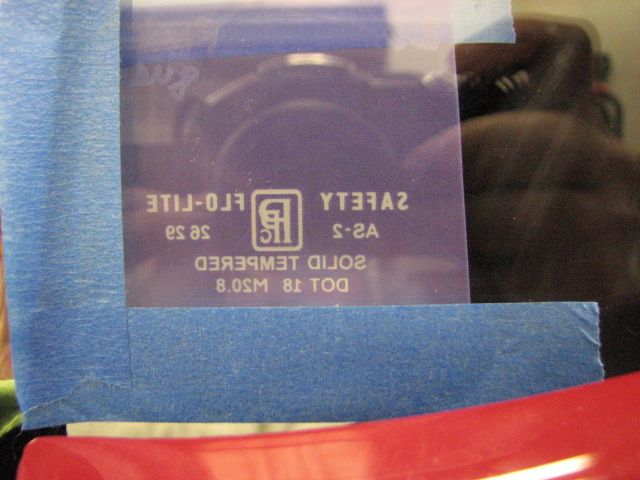 SAFETY FLO-LITE
AS-2 26 29
SOLID TEMPERED
DOT 18 M20.8